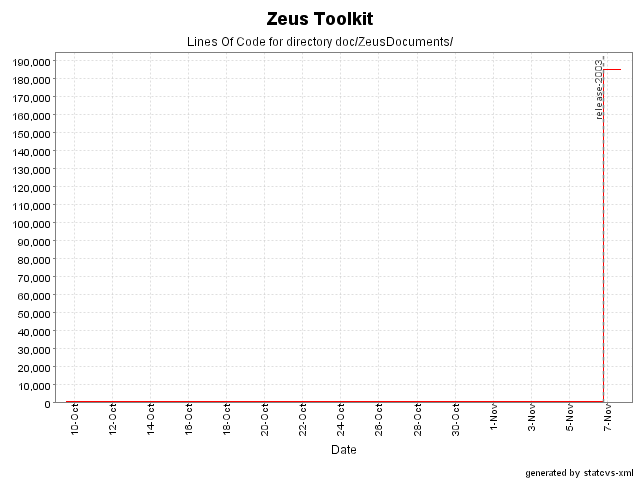 Zeus Toolkit
Lines Of Code for directory doc/ZeusDocuments/
190,000
180,000
170,000
160,000
150,000
140,000
130,000
120,000
110,000
100,000
90,000
80,000
70,000
60,000
50,000
40,000
30,000
20,000
10,000
0
release:2003
10-Oct
12-Oct
14-Oct
16-Oct
18-Oct
20-Oct
22-Oct
24-Oct
26-Oct
28-Oct
30-Oct
1-Nov
3-Nov
5-Nov
7-Nov
Date
generated by statcvs-xml